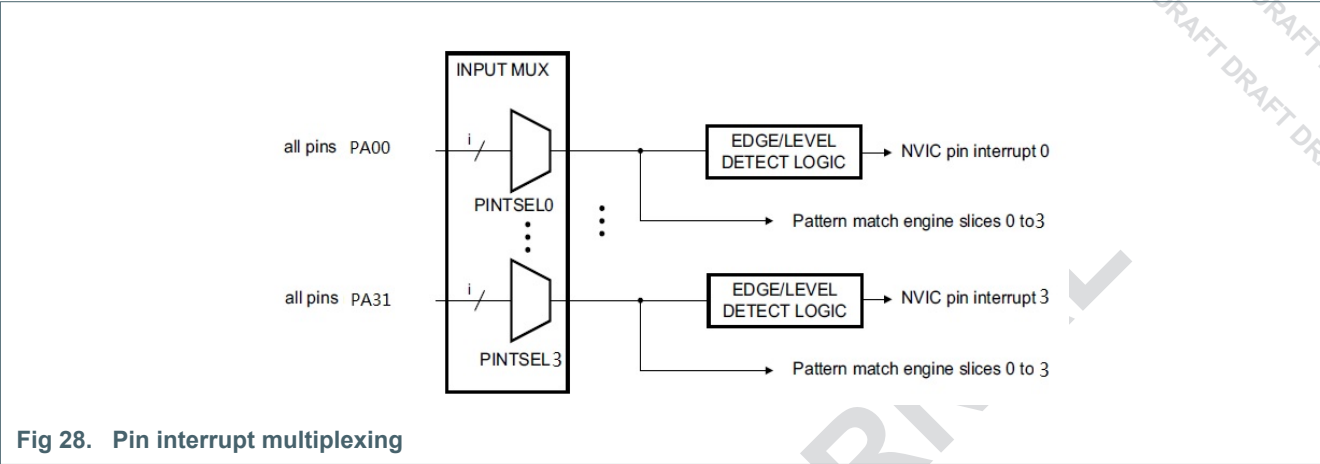 INPUT MUX
all pins PA00
i
PINTSEL0
EDGE/LEVEL
DETECT LOGIC
NVIC pin interrupt 0
Pattern match engine slices 0 to3
all pins PA31
i
PINTSEL3
EDGE/LEVEL
DETECT LOGIC
NVIC pin interrupt 3
Pattern match engine slices 0 to 3
Fig 28. Pin interrupt multiplexing
DRAFT DR